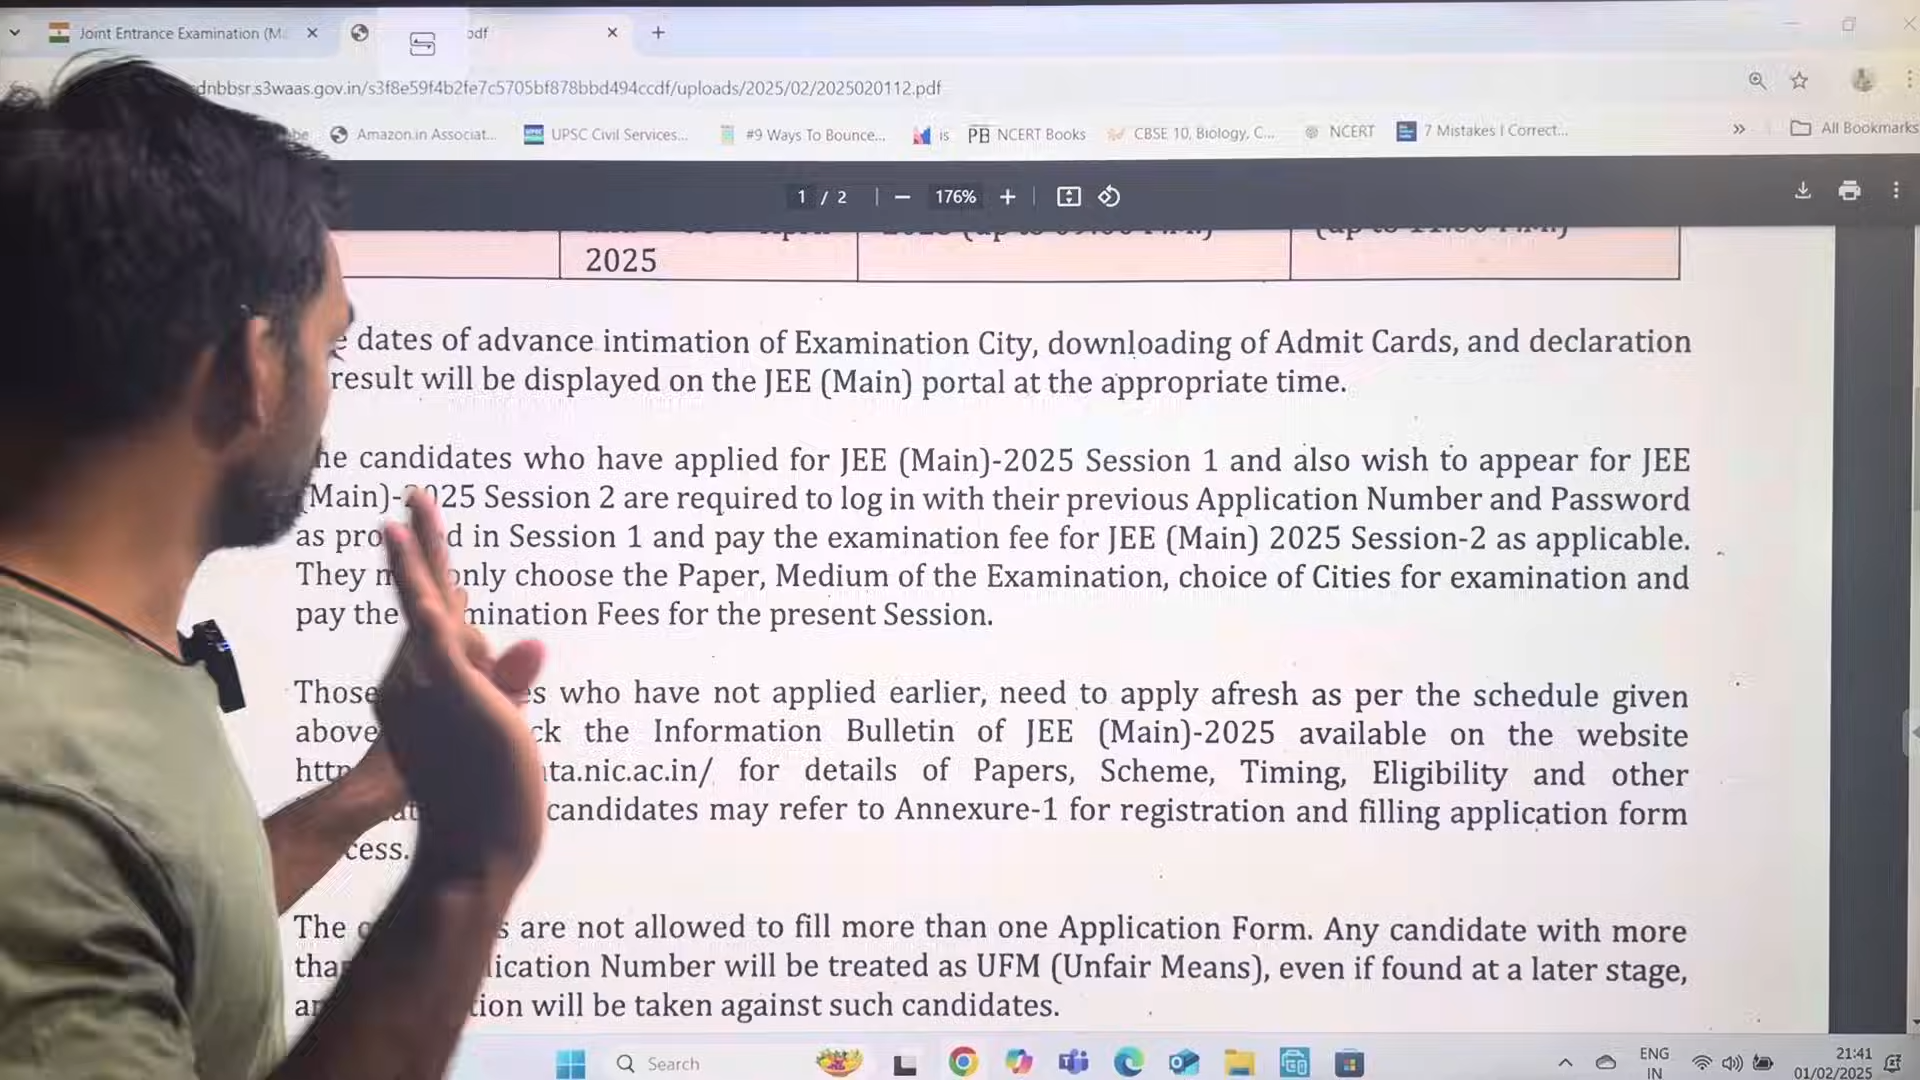 Joint Entrance Examination (M
pdf
dnbbsr.s3waas.gov.in/s3f8e59f4b2fe7c5705bf878bbd494ccdf/uploads/2025/02/2025020112.pdf
Amazon.in Associat... UPSC Civil Services... #9 Ways To Bounce... is PB NCERT Books CBSE 10, Biology, C... NCERT 7 Mistakes I Correct... » All Bookmarks
1 / 2 176%
2025
dates of advance intimation of Examination City, downloading of Admit Cards, and declaration
result will be displayed on the JEE (Main) portal at the appropriate time.
he candidates who have applied for JEE (Main)-2025 Session 1 and also wish to appear for JEE
(Main)-2025 Session 2 are required to log in with their previous Application Number and Password
as pro d in Session 1 and pay the examination fee for JEE (Main) 2025 Session-2 as applicable.
They only choose the Paper, Medium of the Examination, choice of Cities for examination and
pay the mination Fees for the present Session.
Those es who have not applied earlier, need to apply afresh as per the schedule given
above ck the Information Bulletin of JEE (Main)-2025 available on the website
http ta.nic.ac.in/ for details of Papers, Scheme, Timing, Eligibility and other
candidates may refer to Annexure-1 for registration and filling application form
cess.
The s are not allowed to fill more than one Application Form. Any candidate with more
tha lication Number will be treated as UFM (Unfair Means), even if found at a later stage,
tion will be taken against such candidates.
Search
ENG
IN
21:41
01/02/2025